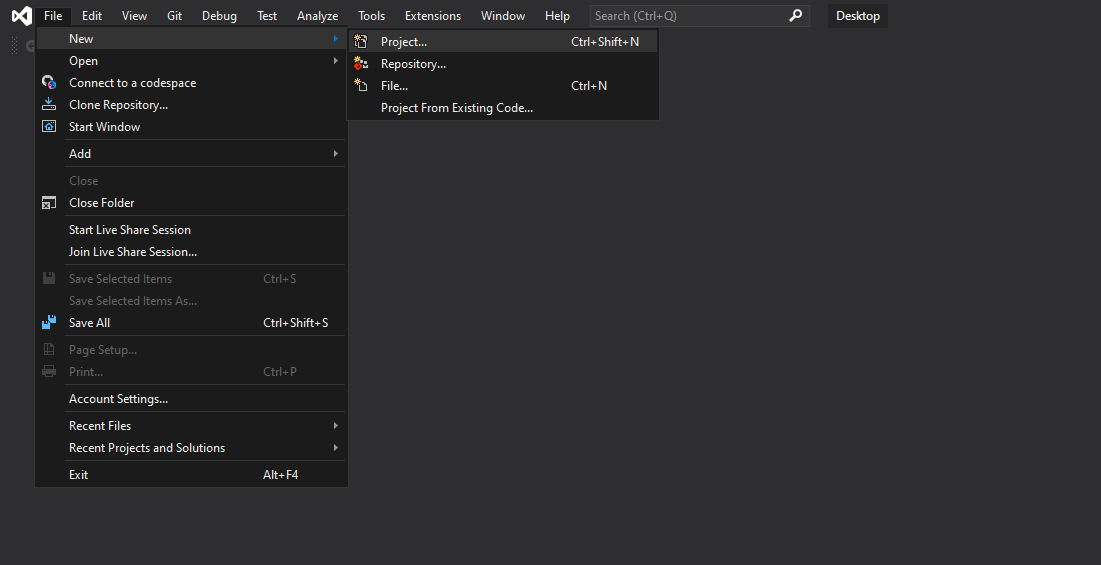 File Edit View Git Debug Test Analyze Tools Extensions Window Help Search (Ctrl+Q) Desktop
New
Open
Connect to a codespace
Clone Repository...
Start Window
Add
Close
Close Folder
Start Live Share Session
Join Live Share Session...
Save Selected Items Ctrl+S
Save Selected Items As...
Save All Ctrl+Shift+S
Page Setup...
Print... Ctrl+P
Account Settings...
Recent Files
Recent Projects and Solutions
Exit Alt+F4
Project... Ctrl+Shift+N
Repository...
File... Ctrl+N
Project From Existing Code...